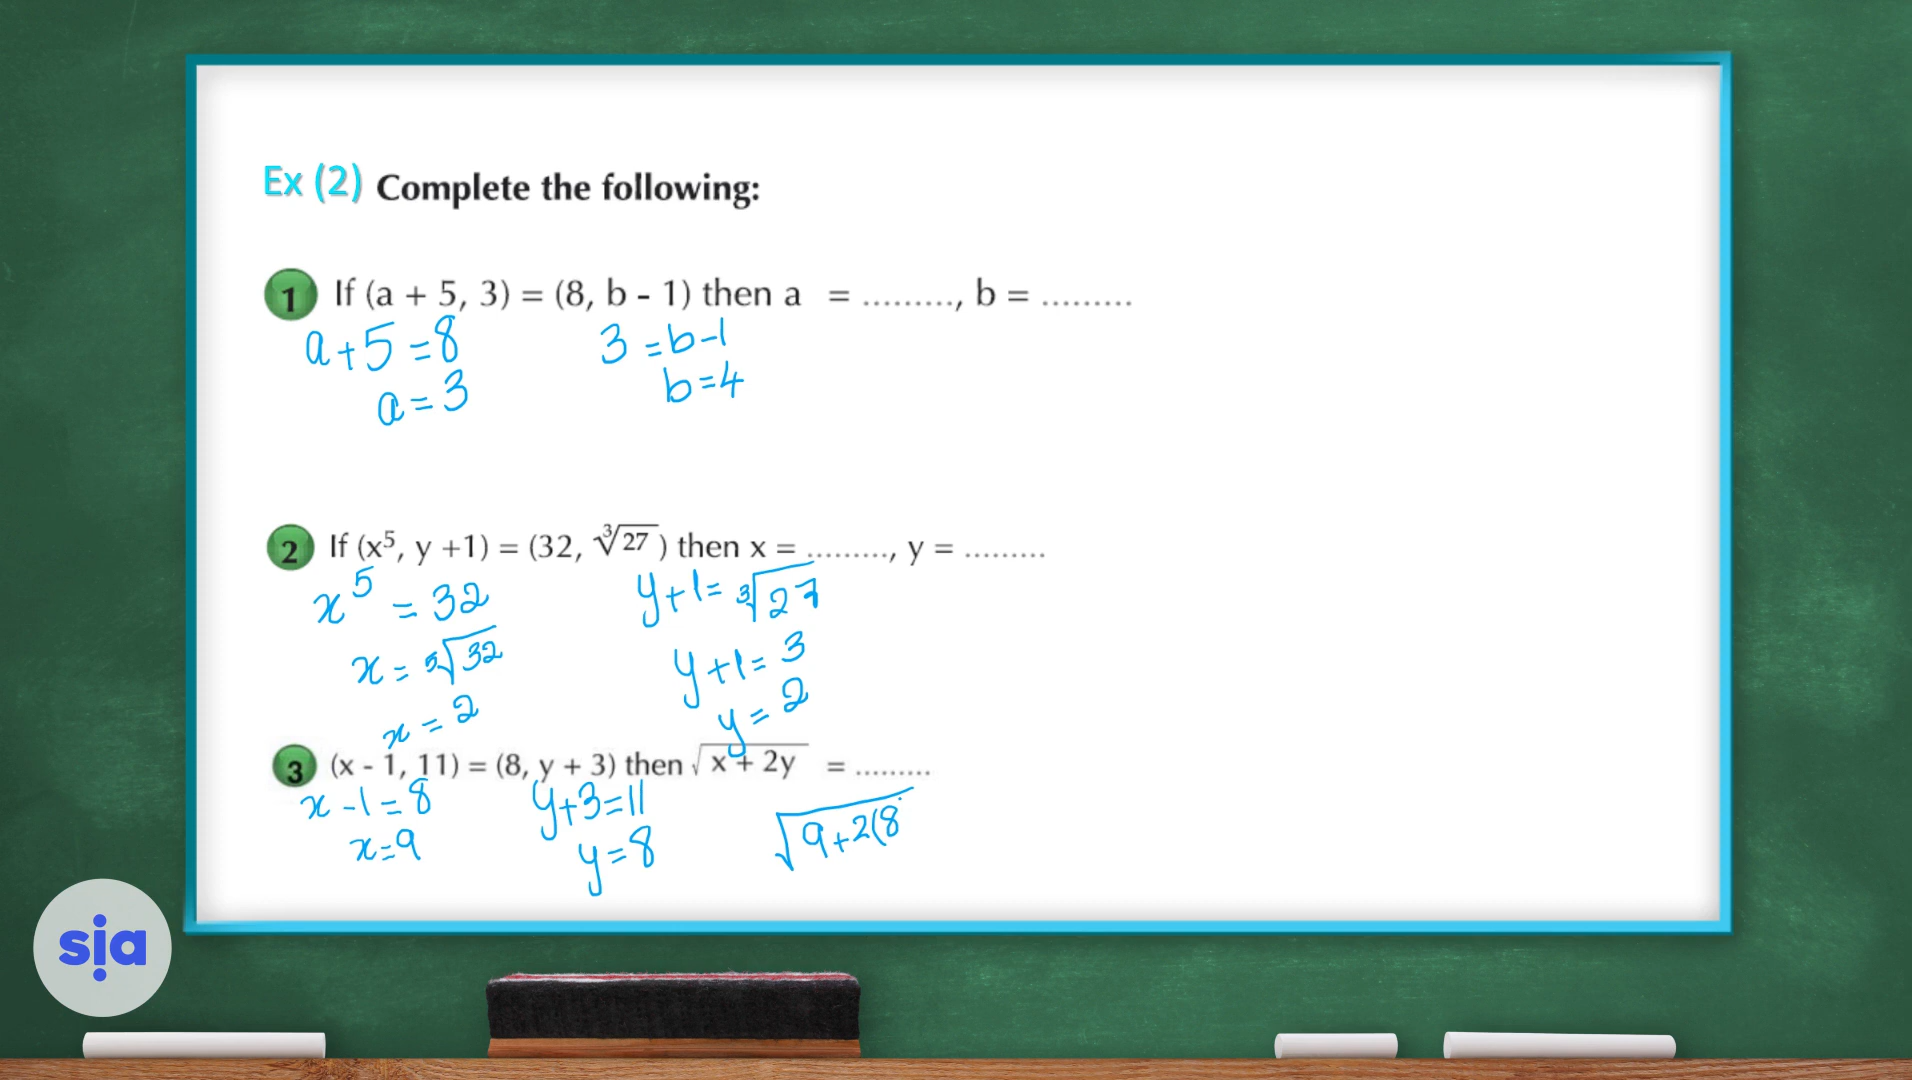 Ex (2) Complete the following:
1 If (a + 5, 3) = (8, b - 1) then a = ........., b = .........
a+5=8 3=b-1
a=3 b=4
2 If (x⁵, y +1) = (32, ∛27 ) then x = ........., y = .........
x⁵ = 32 y+1= ∛27
x = ⁵√32 y+1= 3
x = 2 y = 2
3 (x - 1, 11) = (8, y + 3) then √x + 2y = .........
x-1=8 y+3=11 √9+2(8
x=9 y=8
sia